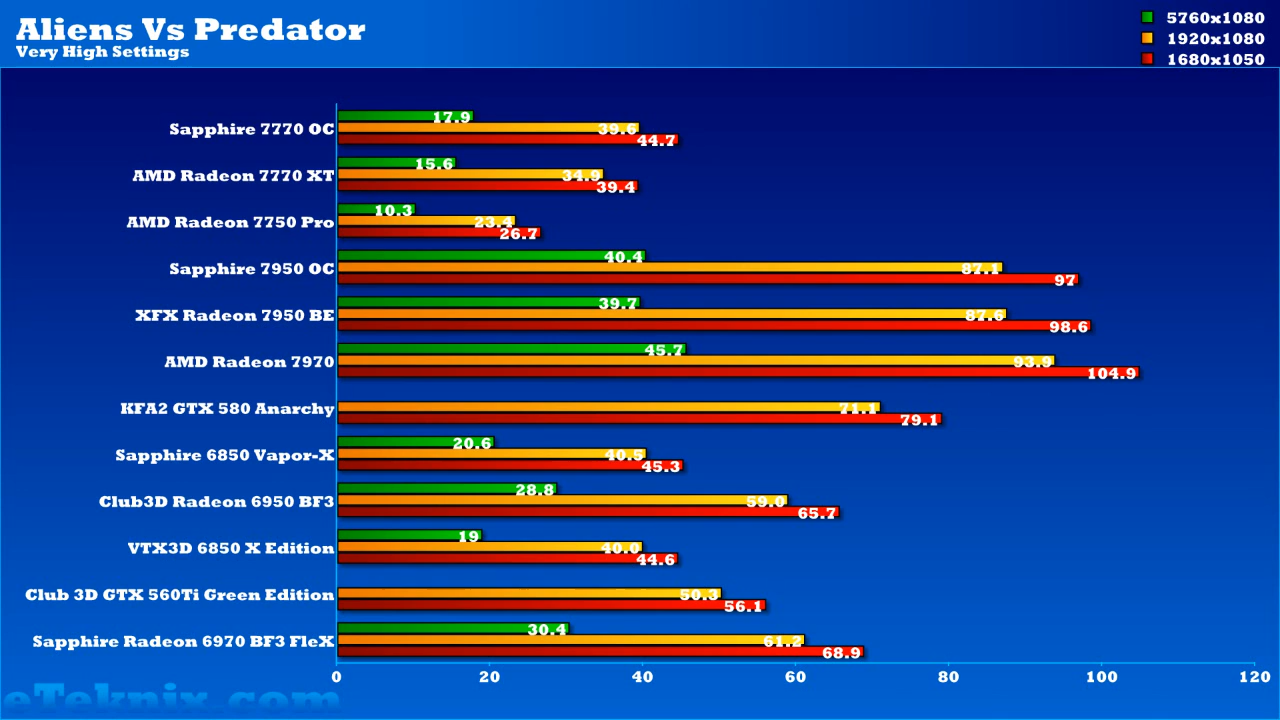 Aliens Vs Predator
Very High Settings
5760x1080
1920x1080
1680x1050
Sapphire 7770 OC
17.9
39.6
44.7
AMD Radeon 7770 XT
15.6
34.9
39.4
AMD Radeon 7750 Pro
10.3
23.4
26.7
Sapphire 7950 OC
40.4
87.1
97
XFX Radeon 7950 BE
39.7
87.6
98.6
AMD Radeon 7970
45.7
93.9
104.9
KFA2 GTX 580 Anarchy
71.1
79.1
Sapphire 6850 Vapor-X
20.6
40.5
45.3
Club3D Radeon 6950 BF3
28.8
59.0
65.7
VTX3D 6850 X Edition
19
40.0
44.6
Club 3D GTX 560Ti Green Edition
50.3
56.1
Sapphire Radeon 6970 BF3 FleX
30.4
61.2
68.9
0 20 40 60 80 100 120
eTeknix.com